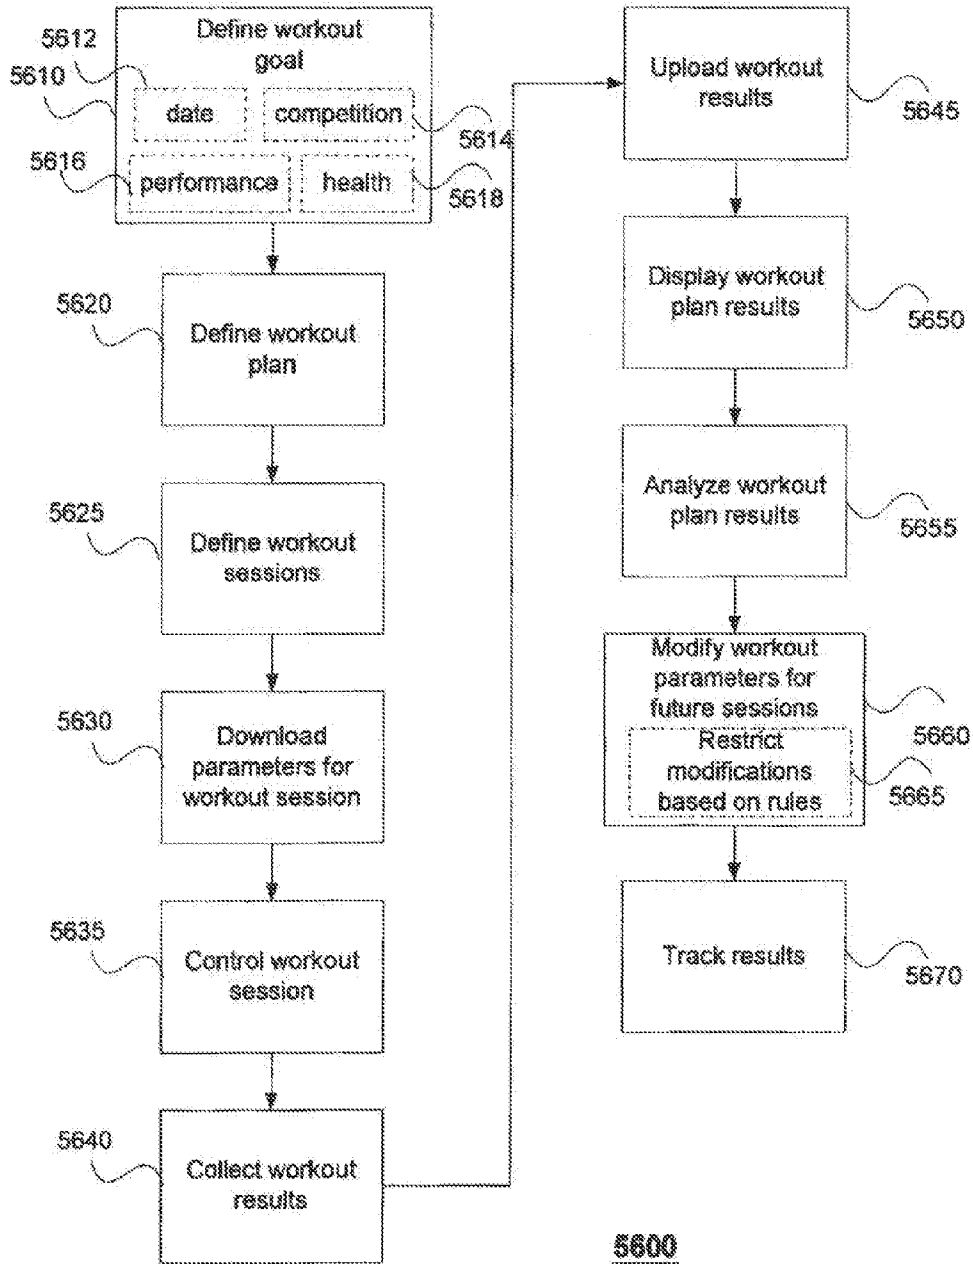 5612
5610
Define workout
goal
date
competition
5614
5616
performance
health
5618
5620
Define workout
plan
5625
Define workout
sessions
5630
Download
parameters for
workout session
5635
Control workout
session
5640
Collect workout
results
Upload workout
results
5645
Display workout
plan results
5650
Analyze workout
plan results
5655
Modify workout
parameters for
future sessions
5660
Restrict
modifications
based on rules
5665
Track results
5670
5600